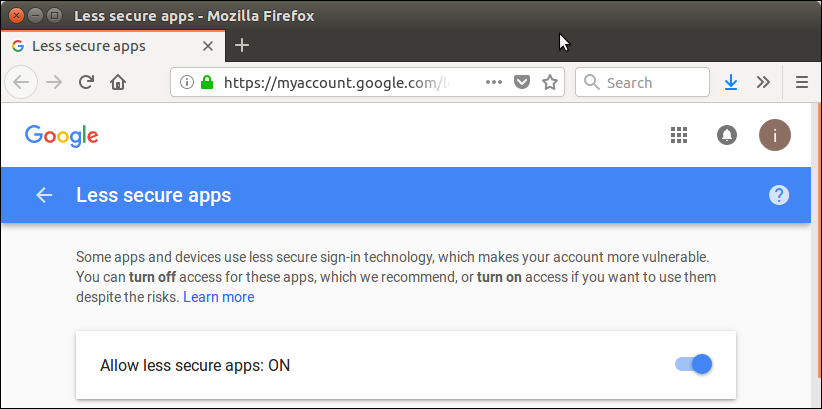 Less secure apps - Mozilla Firefox
Less secure apps
https://myaccount.google.com/l
Search
Google
i
Less secure apps
Some apps and devices use less secure sign-in technology, which makes your account more vulnerable.
You can turn off access for these apps, which we recommend, or turn on access if you want to use them
despite the risks. Learn more
Allow less secure apps: ON